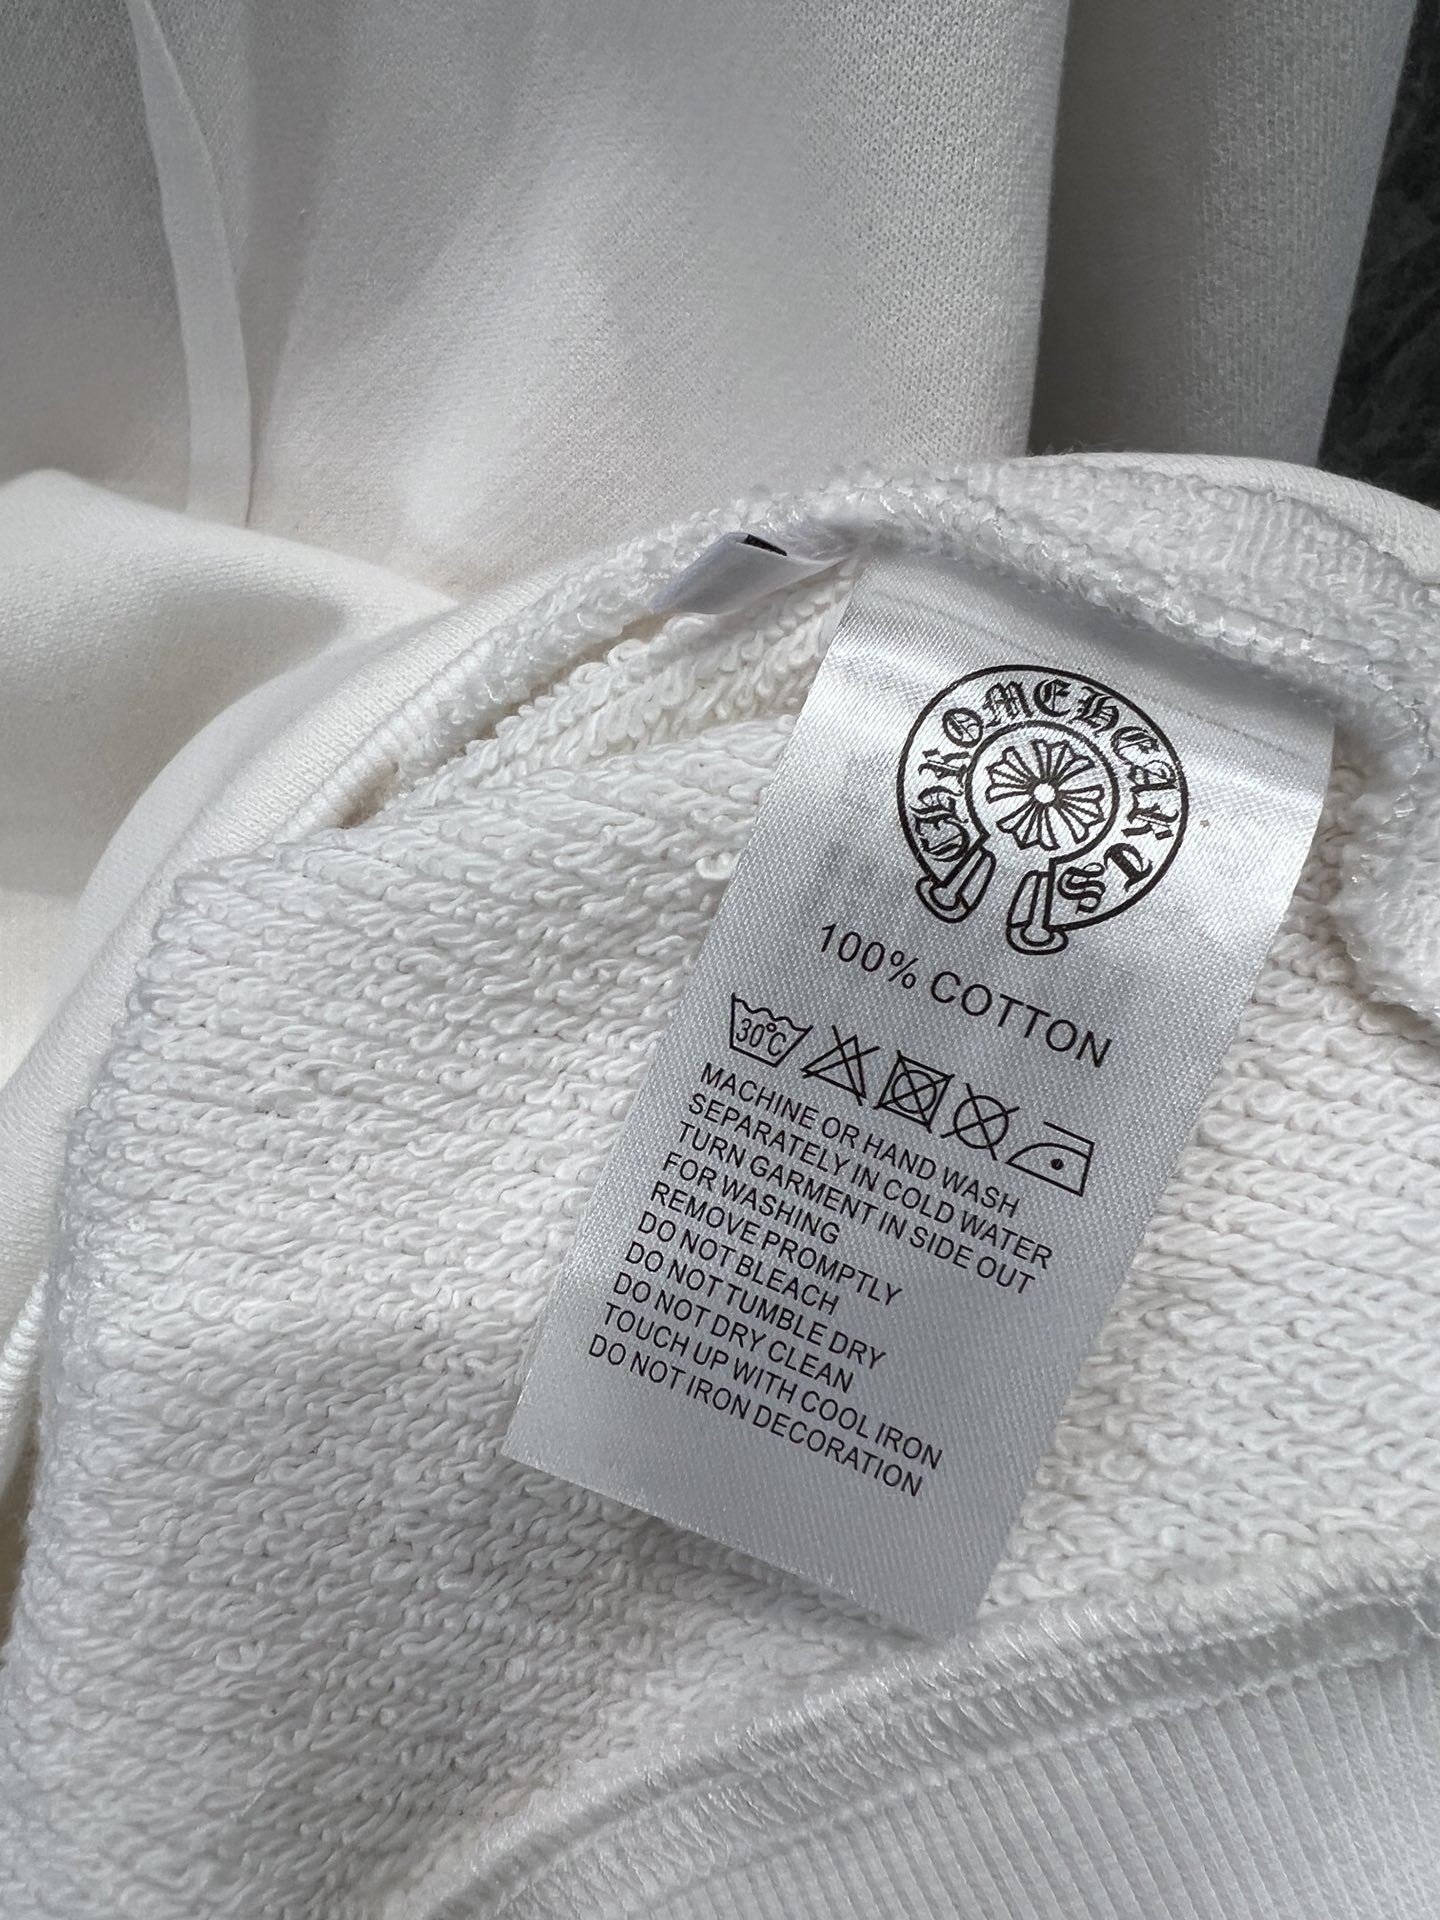 CHROME HEARTS
100% COTTON
30°C
MACHINE OR HAND WASH
SEPARATELY IN COLD WATER
TURN GARMENT IN SIDE OUT
FOR WASHING
REMOVE PROMPTLY
DO NOT BLEACH
DO NOT TUMBLE DRY
DO NOT DRY CLEAN
TOUCH UP WITH COOL IRON
DO NOT IRON DECORATION